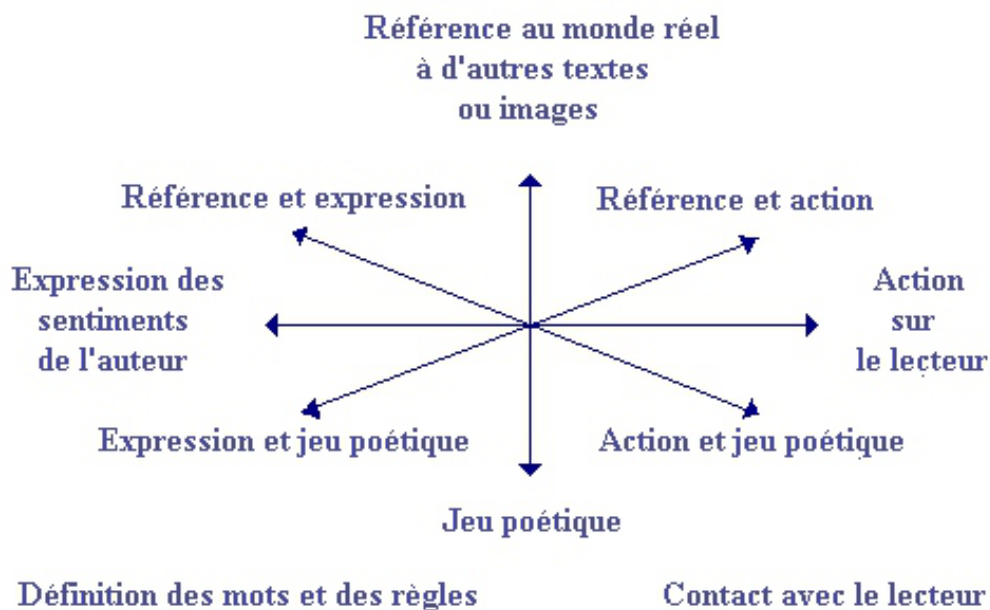 Référence au monde réel
à d'autres textes
ou images
Référence et expression
Référence et action
Expression des
sentiments
de l'auteur
Action
sur
le lecteur
Expression et jeu poétique
Action et jeu poétique
Jeu poétique
Définition des mots et des règles
Contact avec le lecteur